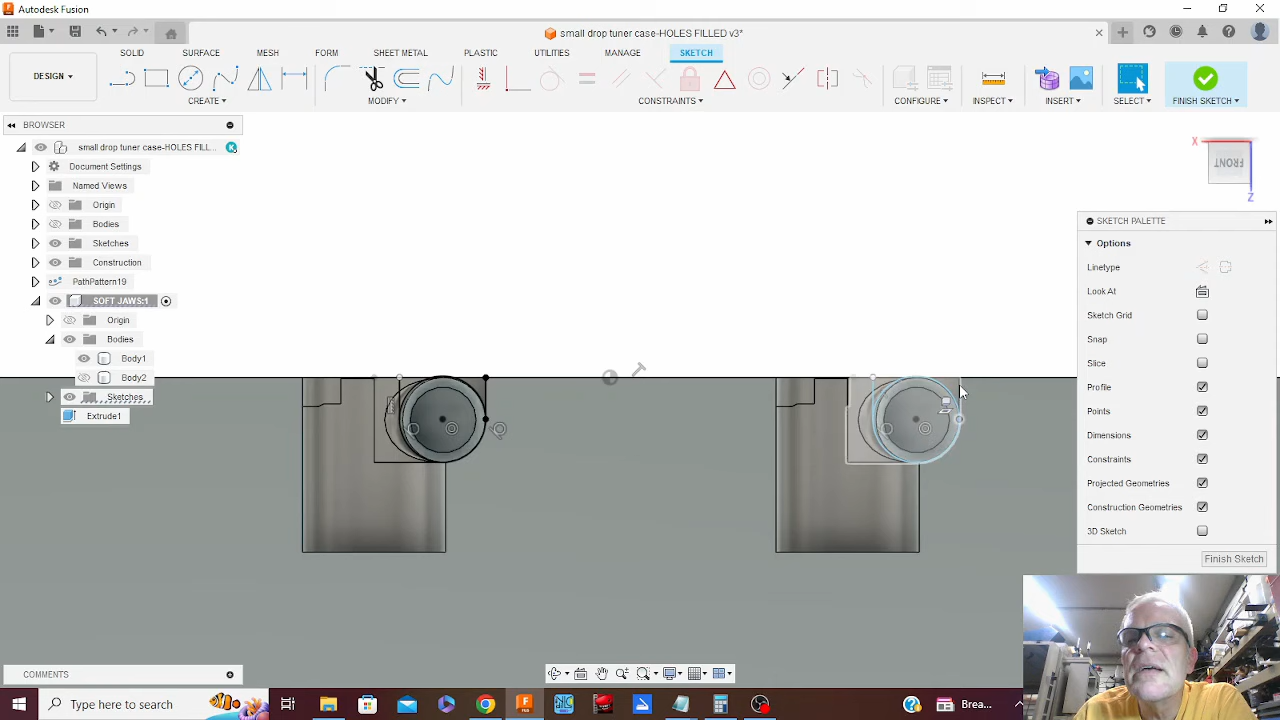 Autodesk Fusion
small drop tuner case-HOLES FILLED v3*
DESIGN
SOLID SURFACE MESH FORM SHEET METAL PLASTIC UTILITIES MANAGE SKETCH
CREATE MODIFY CONSTRAINTS CONFIGURE INSPECT INSERT SELECT FINISH SKETCH
BROWSER
small drop tuner case-HOLES FILL...
Document Settings
Named Views
Origin
Bodies
Sketches
Construction
PathPattern19
SOFT JAWS:1
Origin
Bodies
Body1
Body2
Sketches
Extrude1
X
FRONT
Z
SKETCH PALETTE
Options
Linetype
Look At
Sketch Grid
Snap
Slice
Profile
Points
Dimensions
Constraints
Projected Geometries
Construction Geometries
3D Sketch
Finish Sketch
COMMENTS
Type here to search
Brea...